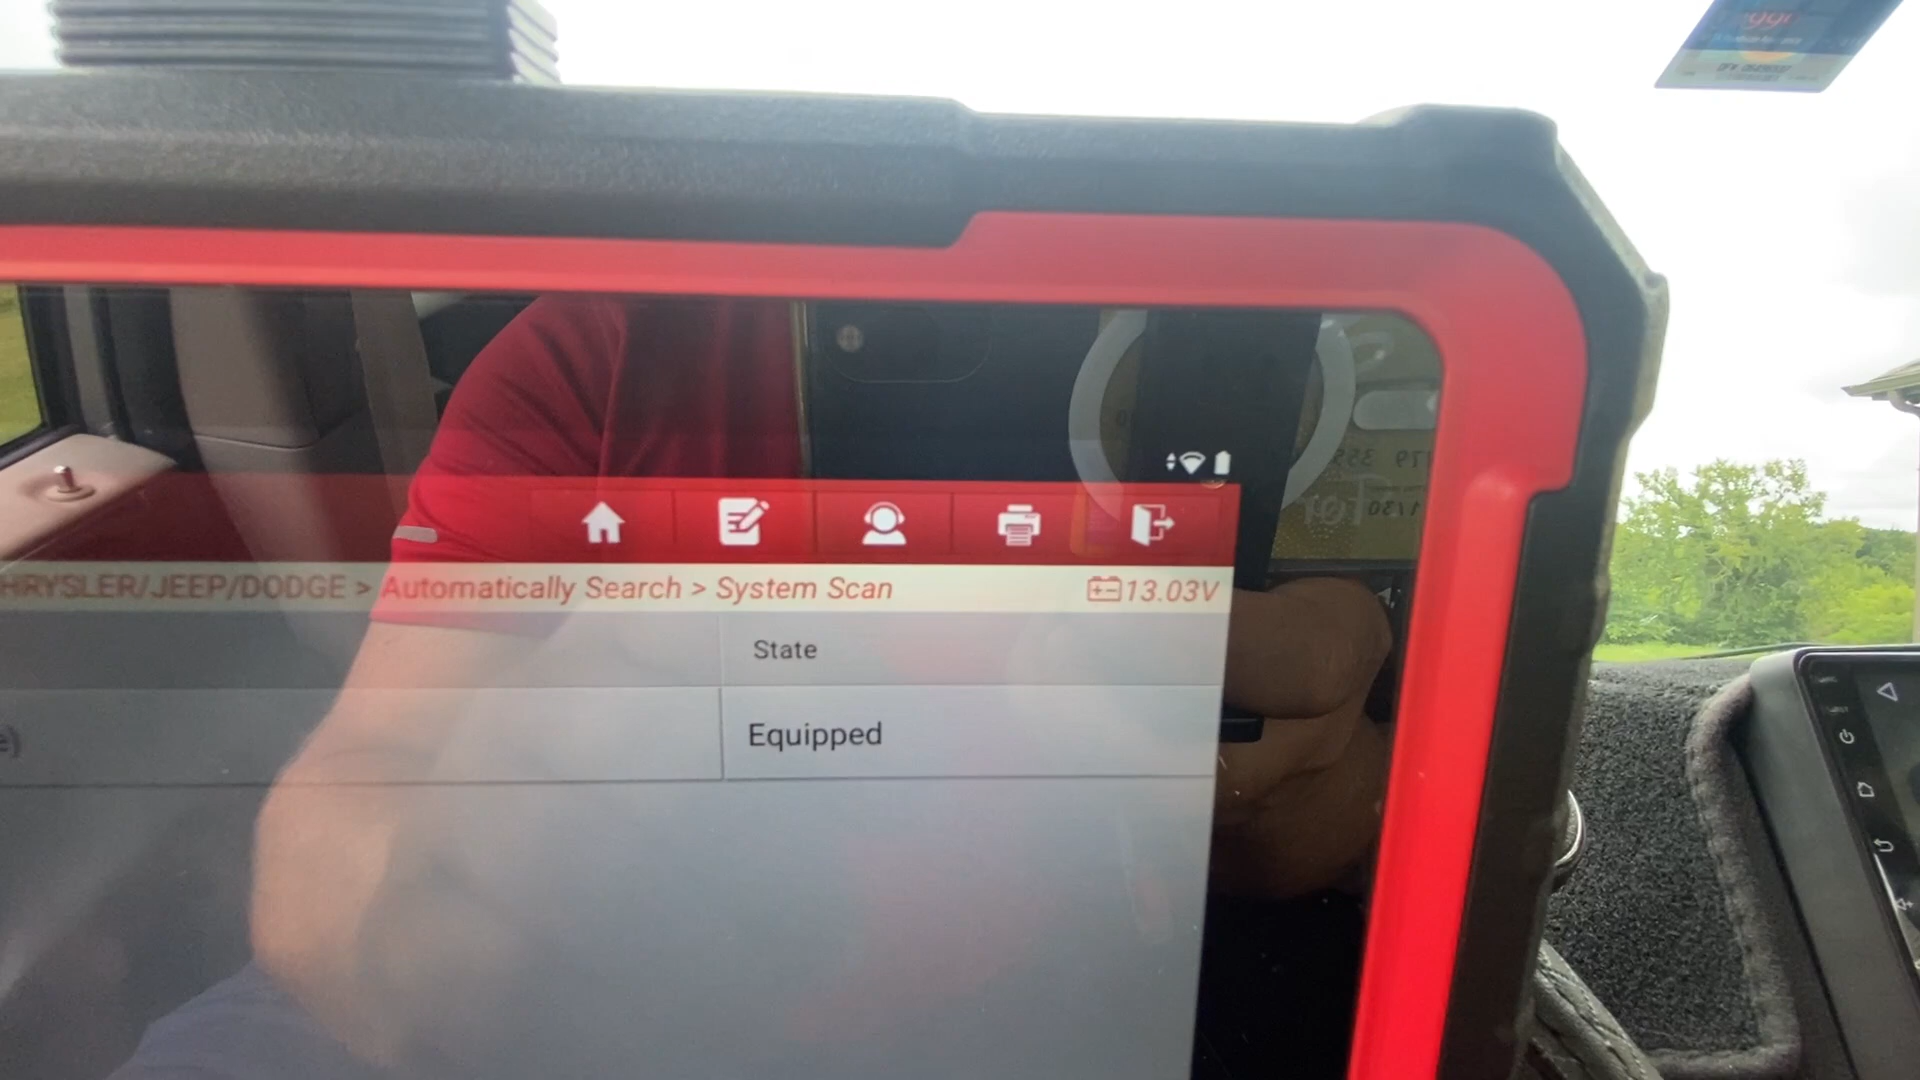 HRYSLER/JEEP/DODGE > Automatically Search > System Scan
13.03V
State
e)
Equipped